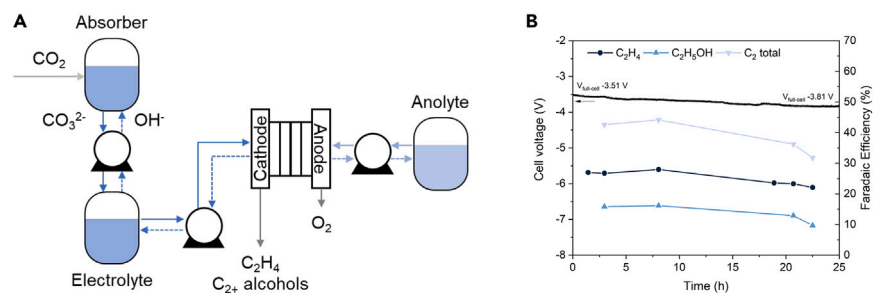 A
Absorber
CO2
CO3 2-
OH-
Electrolyte
Cathode
Anode
Anolyte
O2
C2H4
C2+ alcohols
B
C2H4
C2H5OH
C2 total
Vfull-cell -3.51 V
Vfull-cell -3.81 V
Cell voltage (V)
-2
-3
-4
-5
-6
-7
-8
Faradaic Efficiency (%)
70
60
50
40
30
20
10
0
0
5
10
15
20
25
Time (h)